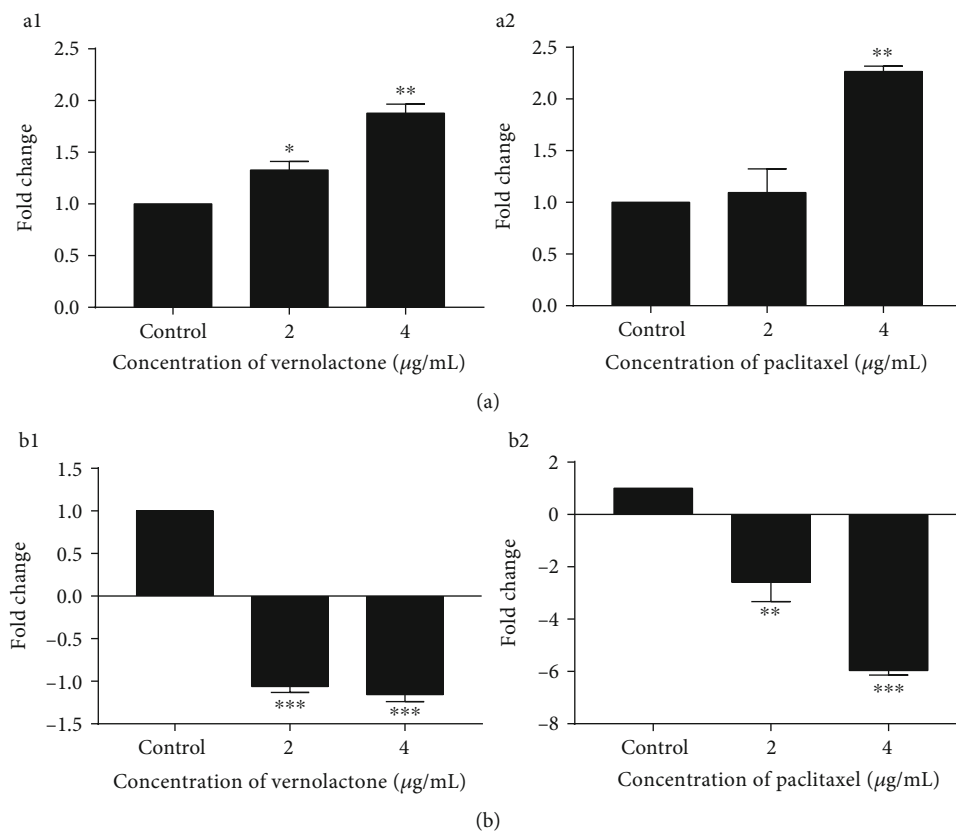 a1
2.5
2.0
1.5
1.0
0.5
0.0
Fold change
*
**
Control 2 4
Concentration of vernolactone (μg/mL)
a2
2.5
2.0
1.5
1.0
0.5
0.0
Fold change
**
Control 2 4
Concentration of paclitaxel (μg/mL)
(a)
b1
1.5
1.0
0.5
0.0
–0.5
–1.0
–1.5
Fold change
*** ***
Control 2 4
Concentration of vernolactone (μg/mL)
b2
2
0
–2
–4
–6
–8
Fold change
**
***
Control 2 4
Concentration of paclitaxel (μg/mL)
(b)